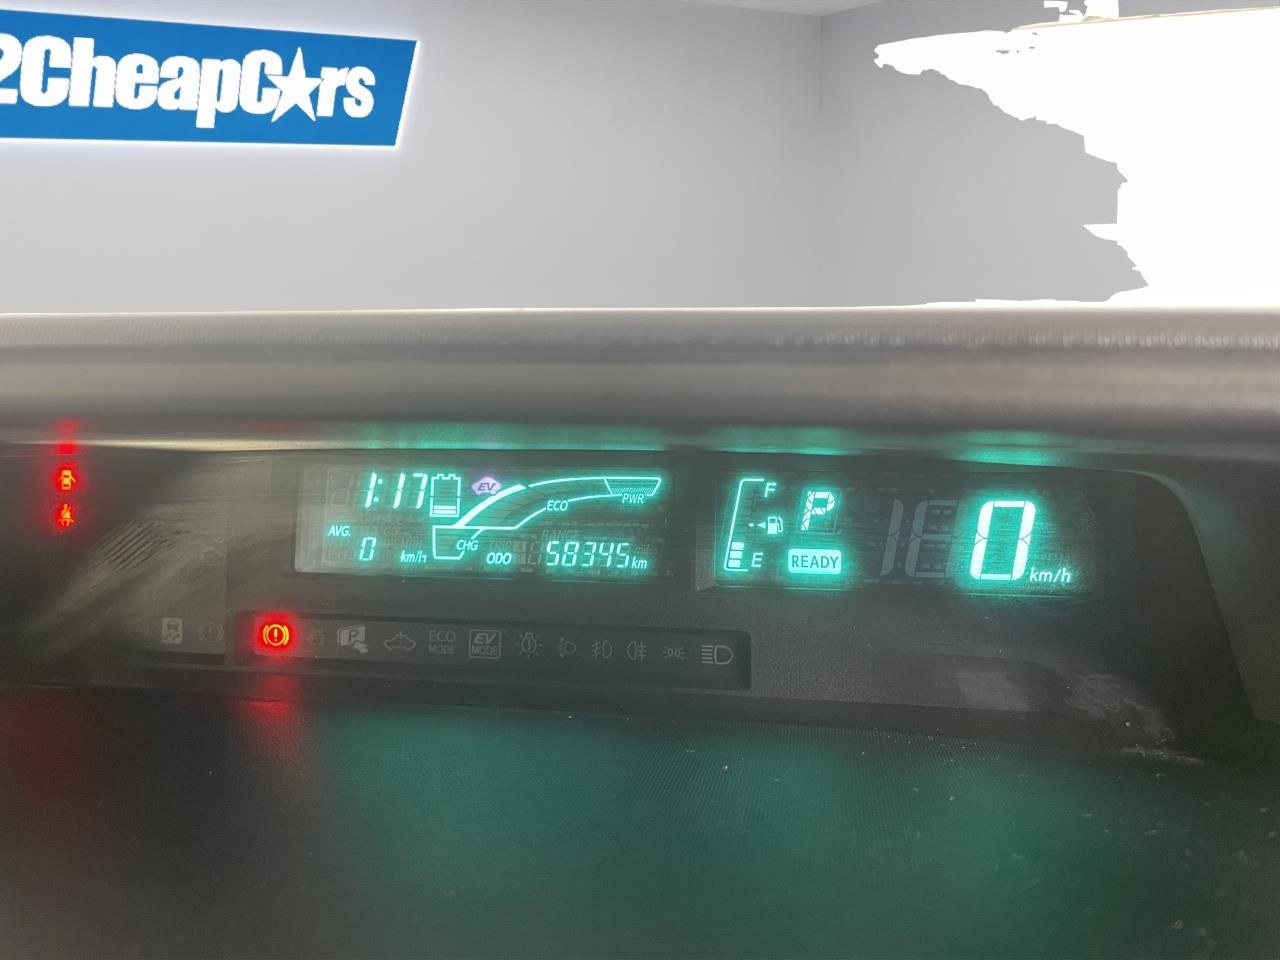 2CheapCars
1:17
EV
ECO
PWR
AVG.
0 km/h
CHG
ODO 58345 km
F
E
P
READY
0 km/h
P
ECO
MODE
EV
MODE